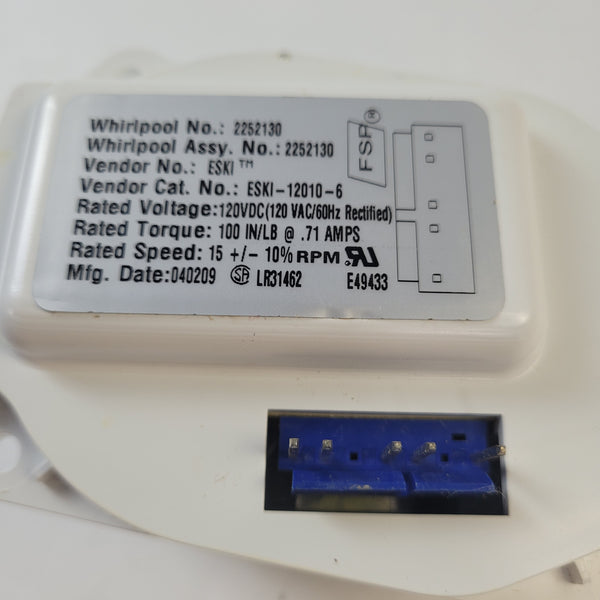 Whirlpool No.: 2252130
Whirlpool Assy. No.: 2252130
Vendor No.: ESKI ™
Vendor Cat. No.: ESKI-12010-6
Rated Voltage:120VDC(120 VAC/60Hz Rectified)
Rated Torque: 100 IN/LB @ .71 AMPS
Rated Speed: 15 +/- 10% RPM
Mfg. Date:040209 LR31462 E49433
FSP®